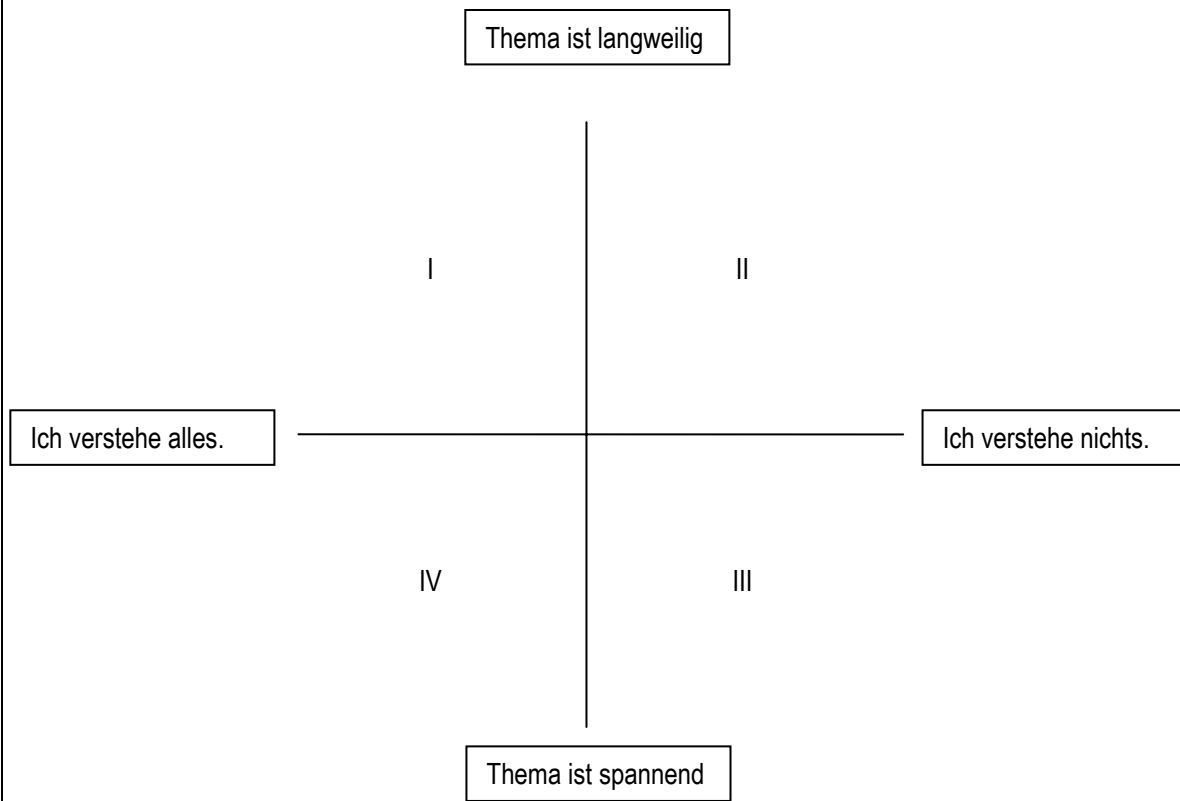 Thema ist langweilig
I
II
Ich verstehe alles.
Ich verstehe nichts.
IV
III
Thema ist spannend